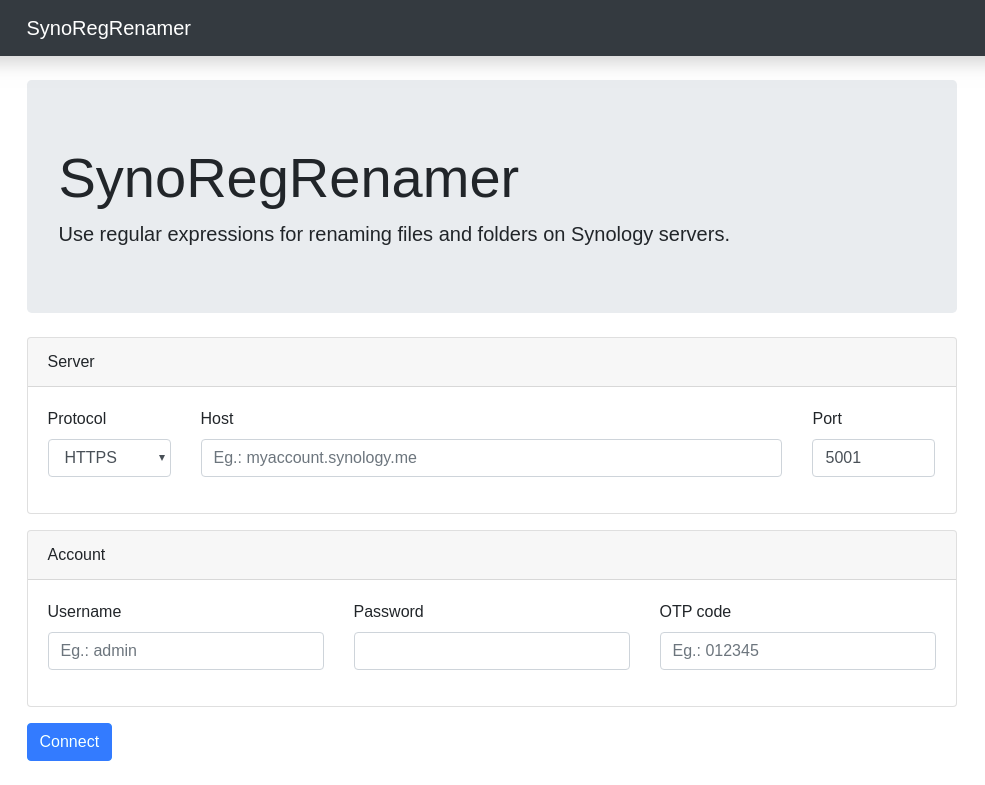 SynoRegRenamer
SynoRegRenamer
Use regular expressions for renaming files and folders on Synology servers.
Server
Protocol Host Port
HTTPS Eg.: myaccount.synology.me 5001
Account
Username Password OTP code
Eg.: admin Eg.: 012345
Connect